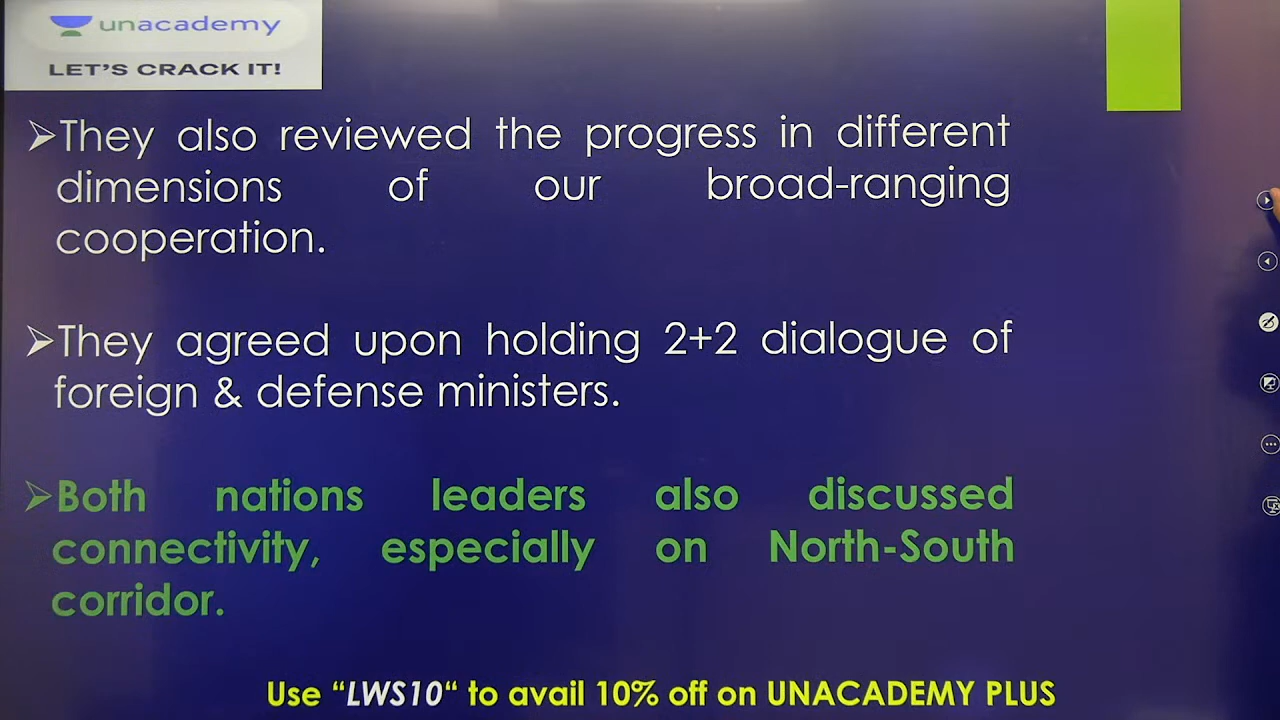 unacademy
LET'S CRACK IT!
➢They also reviewed the progress in different
dimensions of our broad-ranging
cooperation.
➢They agreed upon holding 2+2 dialogue of
foreign & defense ministers.
➢Both nations leaders also discussed
connectivity, especially on North-South
corridor.
Use “LWS10“ to avail 10% off on UNACADEMY PLUS